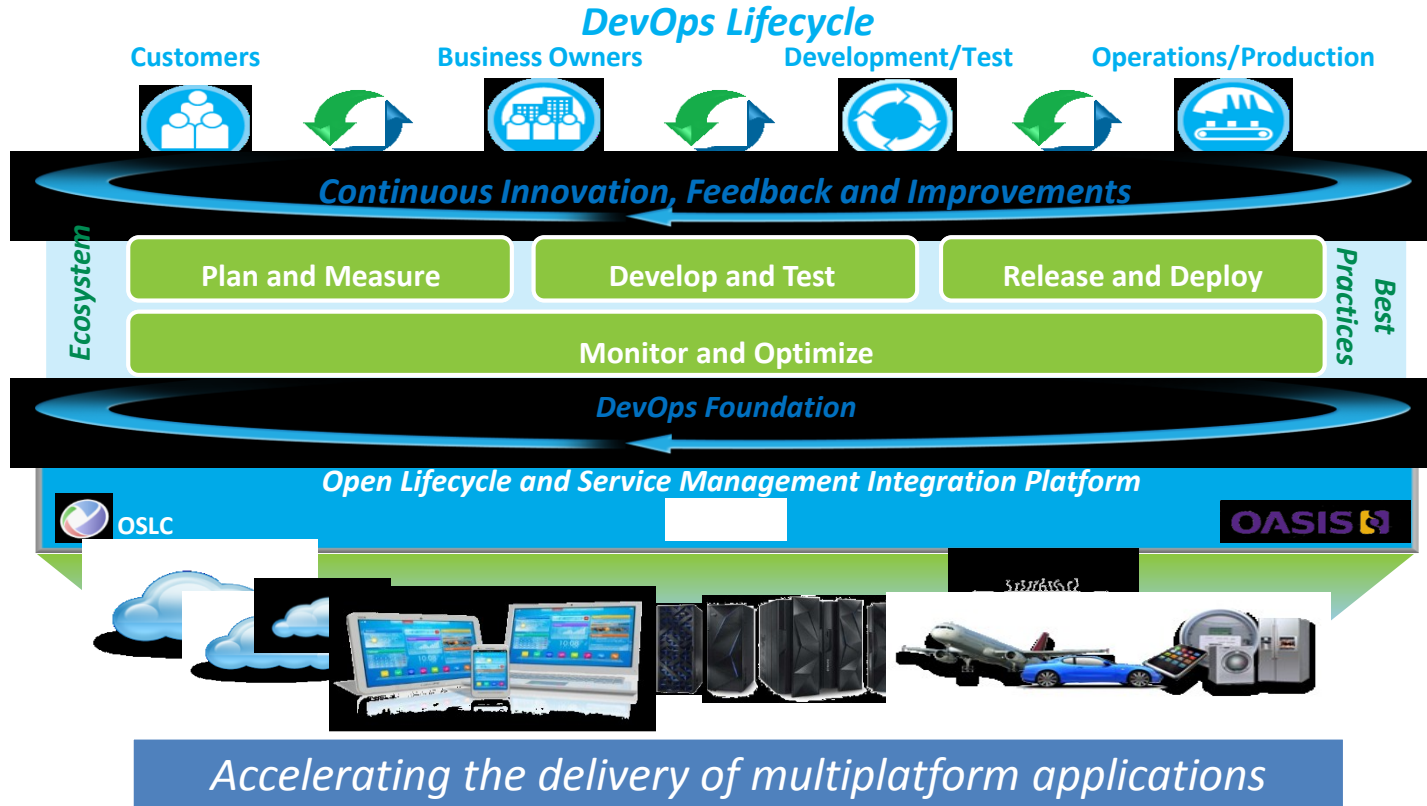 DevOps Lifecycle
Customers
Business Owners
Development/Test
Operations/Production
Continuous Innovation, Feedback and Improvements
Ecosystem
Plan and Measure
Develop and Test
Release and Deploy
Best
Practices
Monitor and Optimize
DevOps Foundation
Open Lifecycle and Service Management Integration Platform
OSLC
OASIS
Accelerating the delivery of multiplatform applications